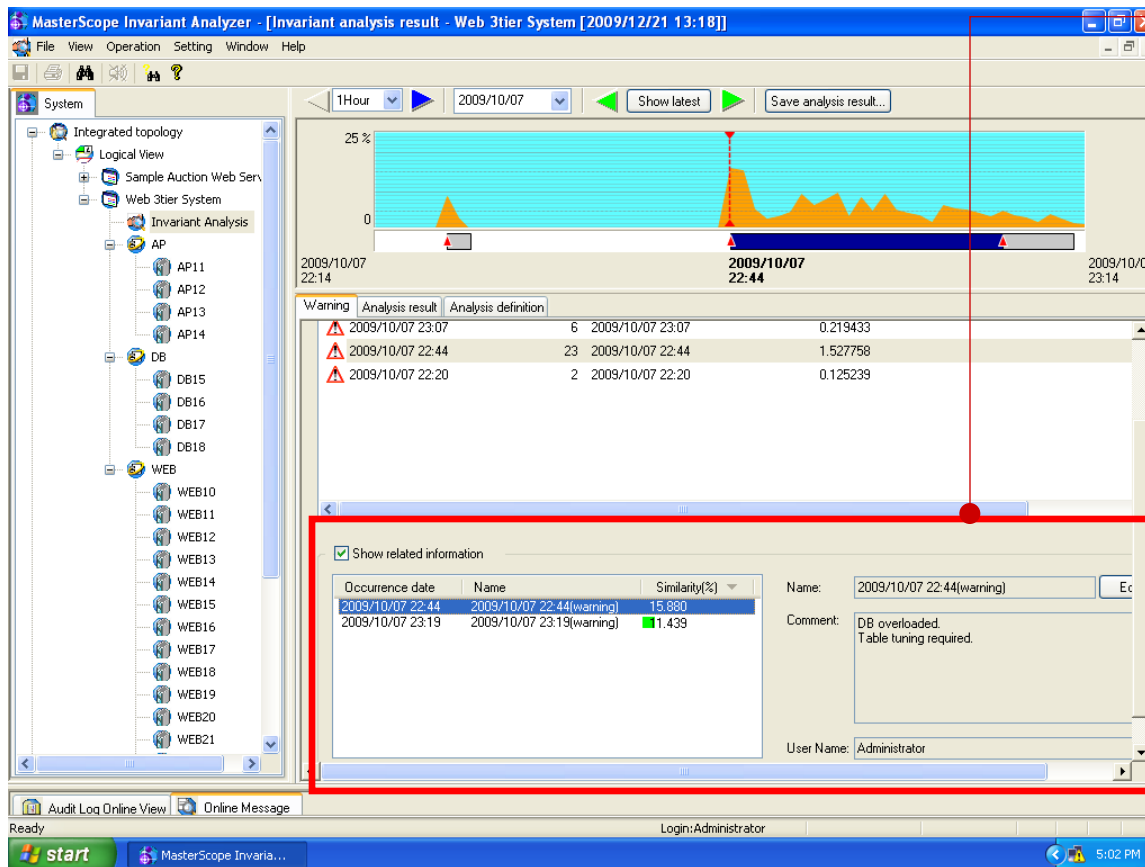 MasterScope Invariant Analyzer - [Invariant analysis result - Web 3tier System [2009/12/21 13:18]]
File View Operation Setting Window Help
System
1Hour 2009/10/07 Show latest Save analysis result...
Integrated topology
Logical View
Sample Auction Web Serv
Web 3tier System
Invariant Analysis
AP
AP11
AP12
AP13
AP14
DB
DB15
DB16
DB17
DB18
WEB
WEB10
WEB11
WEB12
WEB13
WEB14
WEB15
WEB16
WEB17
WEB18
WEB19
WEB20
WEB21
25 %
0
2009/10/07 2009/10/07 2009/10/0
22:14 22:44 23:14
Warning Analysis result Analysis definition
2009/10/07 23:07 6 2009/10/07 23:07 0.219433
2009/10/07 22:44 23 2009/10/07 22:44 1.527758
2009/10/07 22:20 2 2009/10/07 22:20 0.125239
Show related information
Occurrence date Name Similarity(%)
2009/10/07 22:44 2009/10/07 22:44(warning) 15.880
2009/10/07 23:19 2009/10/07 23:19(warning) 11.439
Name: 2009/10/07 22:44(warning) Ed
Comment: DB overloaded.
Table tuning required.
User Name: Administrator
Audit Log Online View Online Message
Ready Login:Administrator
start MasterScope Invaria... 5:02 PM